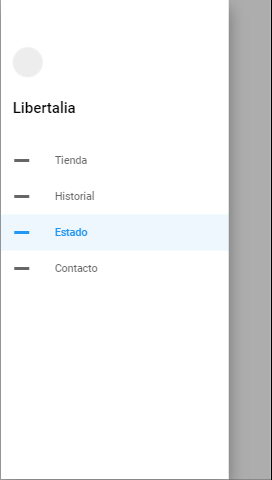 Libertalia
Tienda
Historial
Estado
Contacto